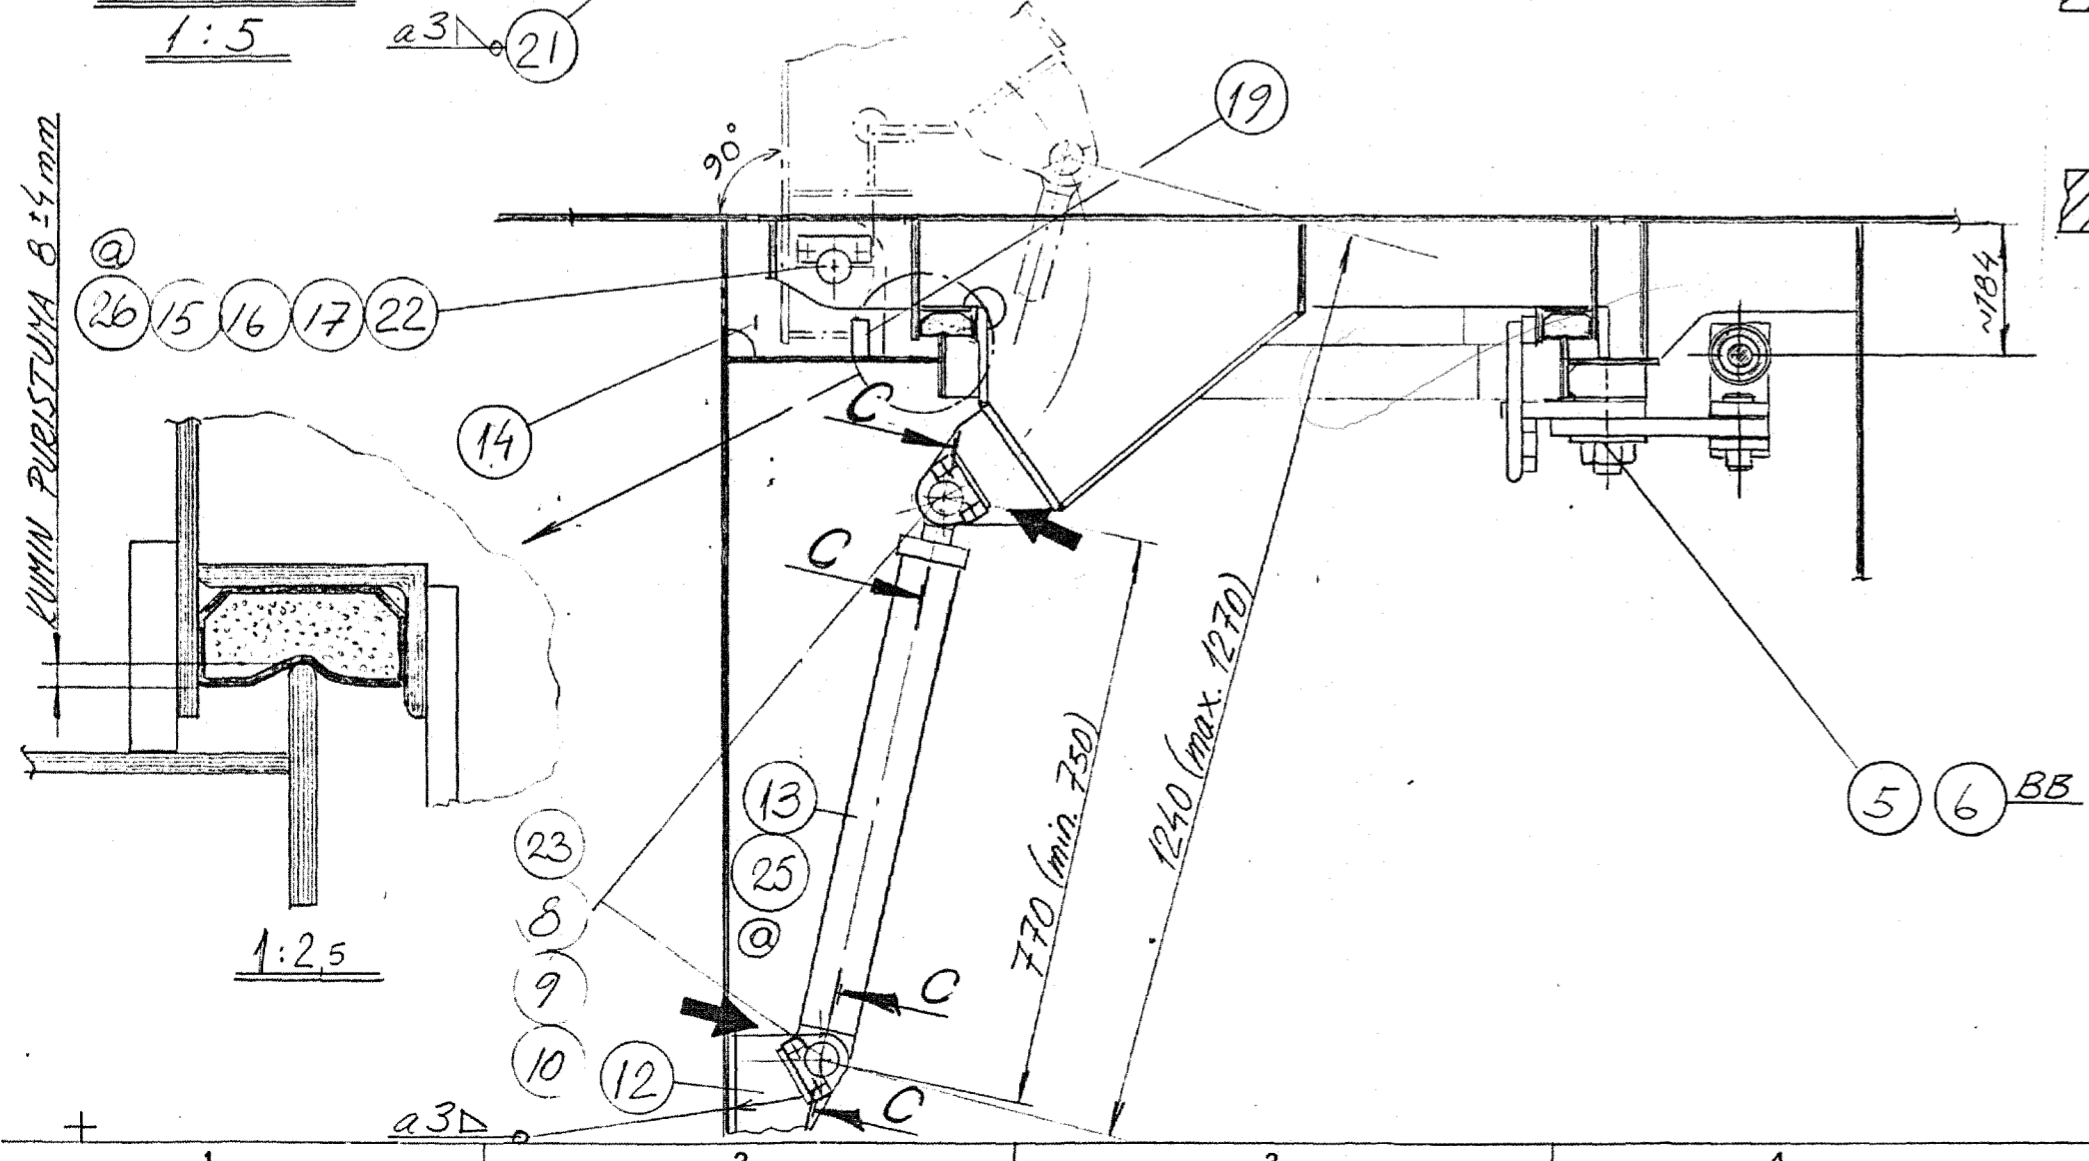 1:5
a3 21
19
90°
KUMIN PURISTUMA 8 ±4 mm
a
26 15 16 17 22
~184
14
C
C
13
25
a
770 (min. 750)
1240 (max. 1270)
5 6 BB
23
8
9
10
1:2,5
C
12
C
a3
1 2 3 4